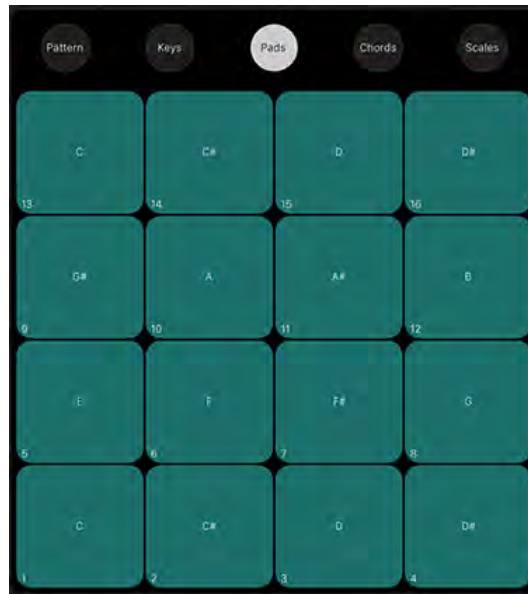 Pattern Keys Pads Chords Scales
C C# D D#
13 14 15 16
G# A A# B
9 10 11 12
E F F# G
5 6 7 8
C C# D D#
1 2 3 4